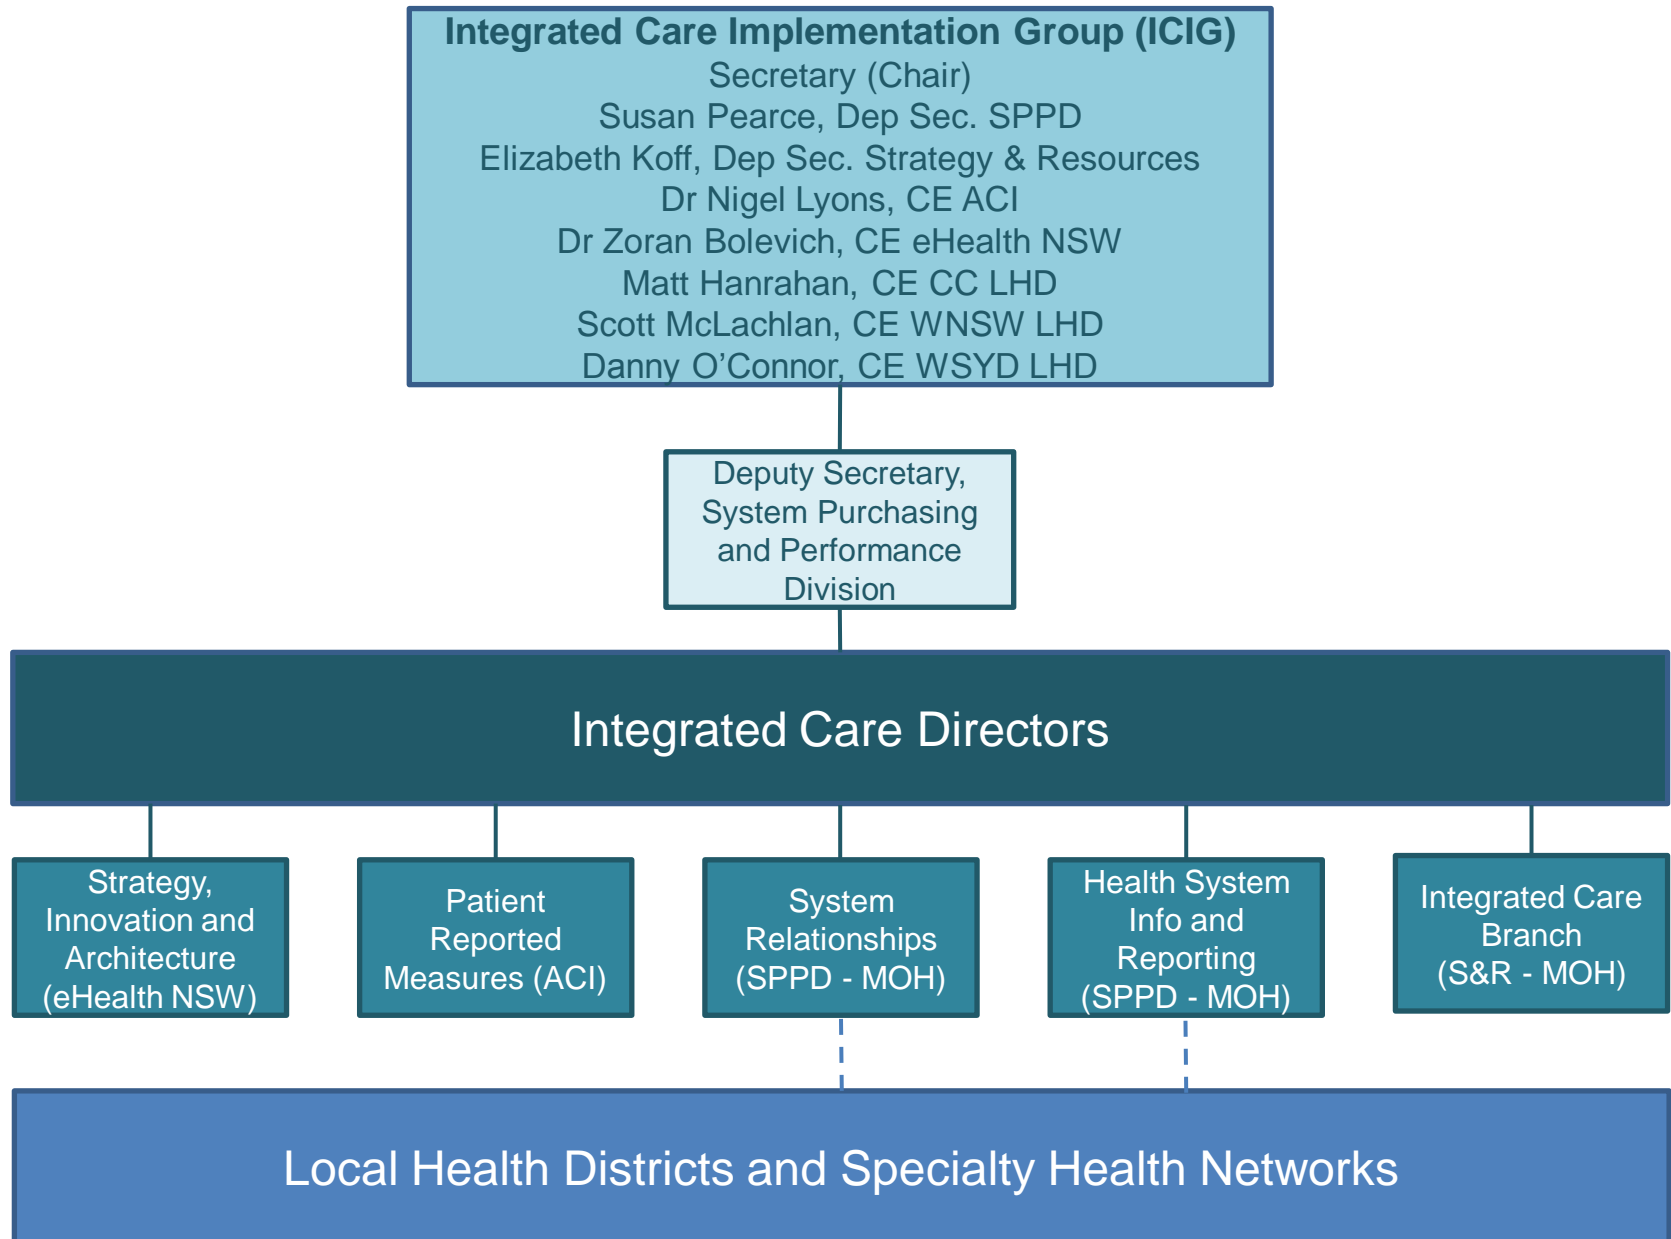 Integrated Care Implementation Group (ICIG)
Secretary (Chair)
Susan Pearce, Dep Sec. SPPD
Elizabeth Koff, Dep Sec. Strategy & Resources
Dr Nigel Lyons, CE ACI
Dr Zoran Bolevich, CE eHealth NSW
Matt Hanrahan, CE CC LHD
Scott McLachlan, CE WNSW LHD
Danny O’Connor, CE WSYD LHD
Deputy Secretary,
System Purchasing
and Performance
Division
Integrated Care Directors
Strategy,
Innovation and
Architecture
(eHealth NSW)
Patient
Reported
Measures (ACI)
System
Relationships
(SPPD - MOH)
Health System
Info and
Reporting
(SPPD - MOH)
Integrated Care
Branch
(S&R - MOH)
Local Health Districts and Specialty Health Networks